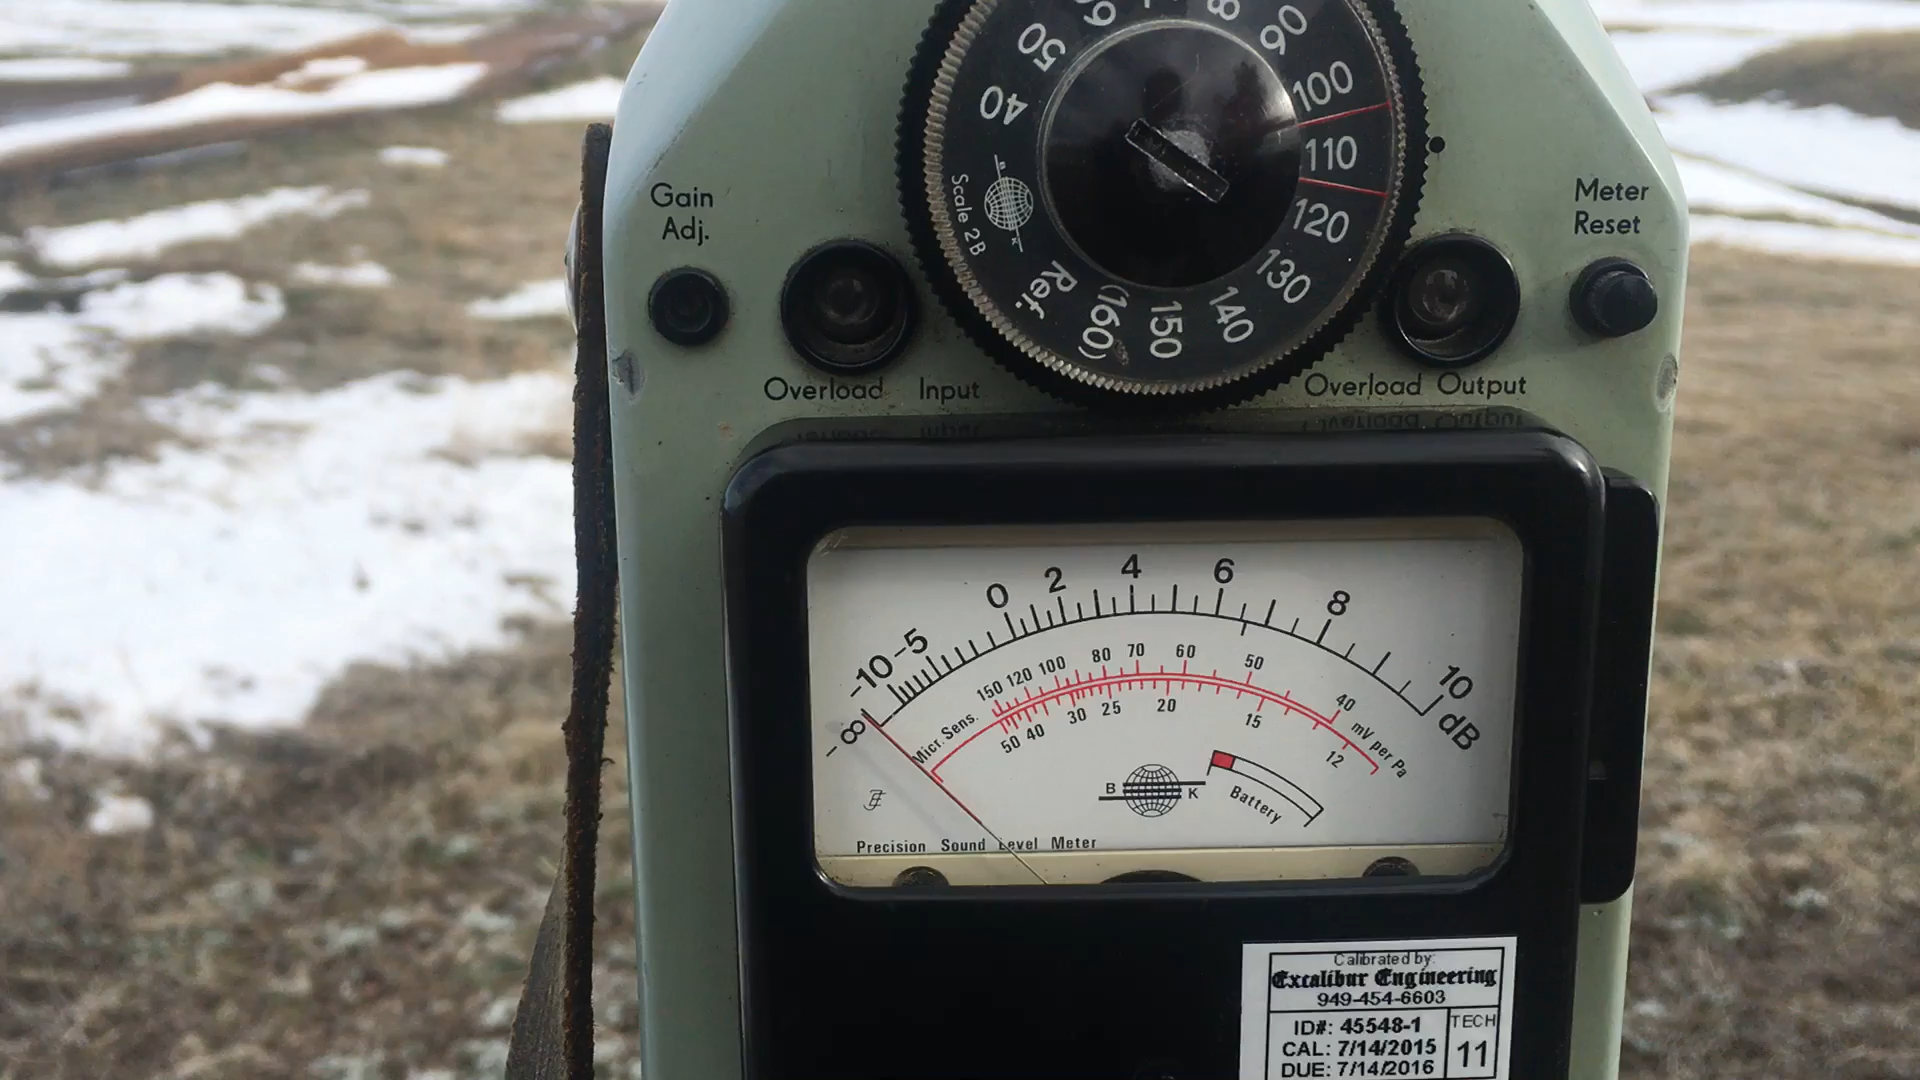 50
40
90
100
110
120
130
140
150
(160)
Ref.
Scale 2B
B
K
Gain
Adj.
Meter
Reset
Overload Input
Overload Output
-∞ -10 -5 0 2 4 6 8 10
dB
Micr. Sens. 150 120 100 80 70 60 50 40 mV per Pa
50 40 30 25 20 15 12
B K
Battery
Precision Sound Level Meter
Calibrated by:
Excalibur Engineering
949-454-6603
ID#: 45548-1
CAL: 7/14/2015
DUE: 7/14/2016
TECH
11